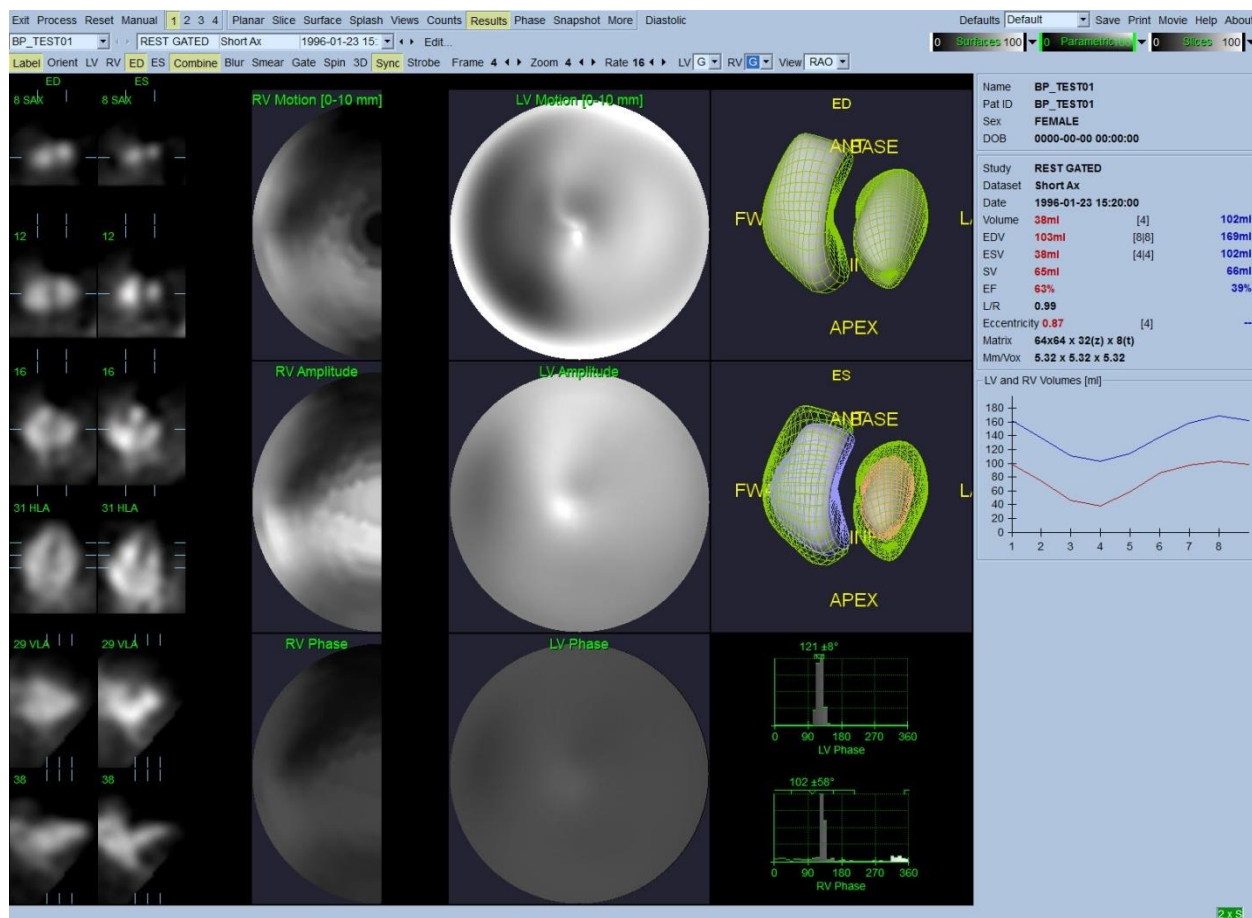 Exit Process Reset Manual 1 2 3 4 Planar Slice Surface Splash Views Counts Results Phase Snapshot More Diastolic Defaults Default Save Print Movie Help About
BP_TEST01 REST GATED Short Ax 1996-01-23 15: Edit...
0 Surfaces 100 0 Parametric 100 0 Slices 100
Label Orient LV RV ED ES Combine Blur Smear Gate Spin 3D Sync Strobe Frame 4 Zoom 4 Rate 16 LV G RV G View RAO
ED ES
8 SAX 8 SAX
12 12
16 16
31 HLA 31 HLA
29 VLA 29 VLA
38 38
RV Motion [0-10 mm] LV Motion [0-10 mm]
ED
ANT BASE
FW
IN
APEX
RV Amplitude LV Amplitude
ES
ANT BASE
FW
INF
APEX
RV Phase LV Phase
121 ±8°
0 90 180 270 360
LV Phase
102 ±58°
0 90 180 270 360
RV Phase
Name BP_TEST01
Pat ID BP_TEST01
Sex FEMALE
DOB 0000-00-00 00:00:00
Study REST GATED
Dataset Short Ax
Date 1996-01-23 15:20:00
Volume 38ml [4] 102ml
EDV 103ml [8|8] 169ml
ESV 38ml [4|4] 102ml
SV 65ml 66ml
EF 63% 39%
L/R 0.99
Eccentricity 0.87 [4] --
Matrix 64x64 x 32(z) x 8(t)
Mm/Vox 5.32 x 5.32 x 5.32
LV and RV Volumes [ml]
180
160
140
120
100
80
60
40
20
0
1 2 3 4 5 6 7 8
2 x S